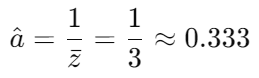 â = 1/z̄ = 1/3 ≈ 0.333